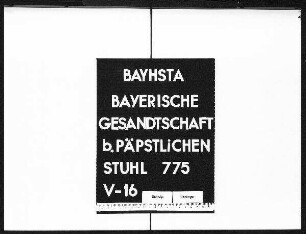 BAYHSTA
BAYERISCHE
GESANDTSCHAFT
b. PÄPSTLiCHEN
STUHL 775
V-16